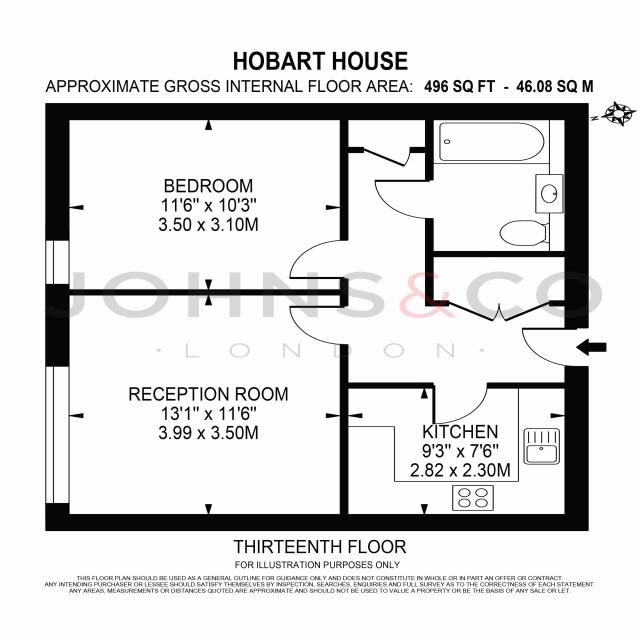 HOBART HOUSE
APPROXIMATE GROSS INTERNAL FLOOR AREA: 496 SQ FT - 46.08 SQ M
N
BEDROOM
11'6" x 10'3"
3.50 x 3.10M
JOHNS&CO
·LONDON·
RECEPTION ROOM
13'1" x 11'6"
3.99 x 3.50M
KITCHEN
9'3" x 7'6"
2.82 x 2.30M
THIRTEENTH FLOOR
FOR ILLUSTRATION PURPOSES ONLY
THIS FLOOR PLAN SHOULD BE USED AS A GENERAL OUTLINE FOR GUIDANCE ONLY AND DOES NOT CONSTITUTE IN WHOLE OR IN PART AN OFFER OR CONTRACT.
ANY INTENDING PURCHASER OR LESSEE SHOULD SATISFY THEMSELVES BY INSPECTION, SEARCHES, ENQUIRIES AND FULL SURVEY AS TO THE CORRECTNESS OF EACH STATEMENT.
ANY AREAS, MEASUREMENTS OR DISTANCES QUOTED ARE APPROXIMATE AND SHOULD NOT BE USED TO VALUE A PROPERTY OR BE THE BASIS OF ANY SALE OR LET.